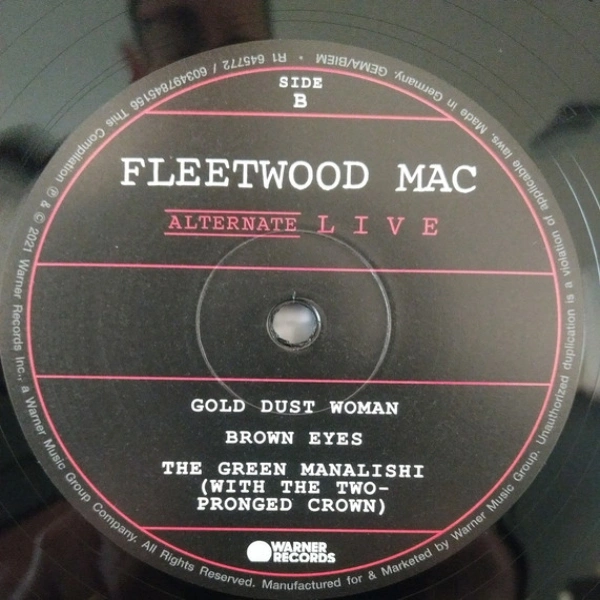 SIDE
B
FLEETWOOD MAC
ALTERNATE LIVE
GOLD DUST WOMAN
BROWN EYES
THE GREEN MANALISHI
(WITH THE TWO-
PRONGED CROWN)
WARNER
RECORDS
℗ & © 2021 Warner Records Inc., a Warner Music Group Company. All Rights Reserved. Manufactured for & Marketed by Warner Music Group. Unauthorized duplication is a violation of applicable laws. Made in Germany. GEMA/BIEM • R1 645772 / 603497845156 This Compilation